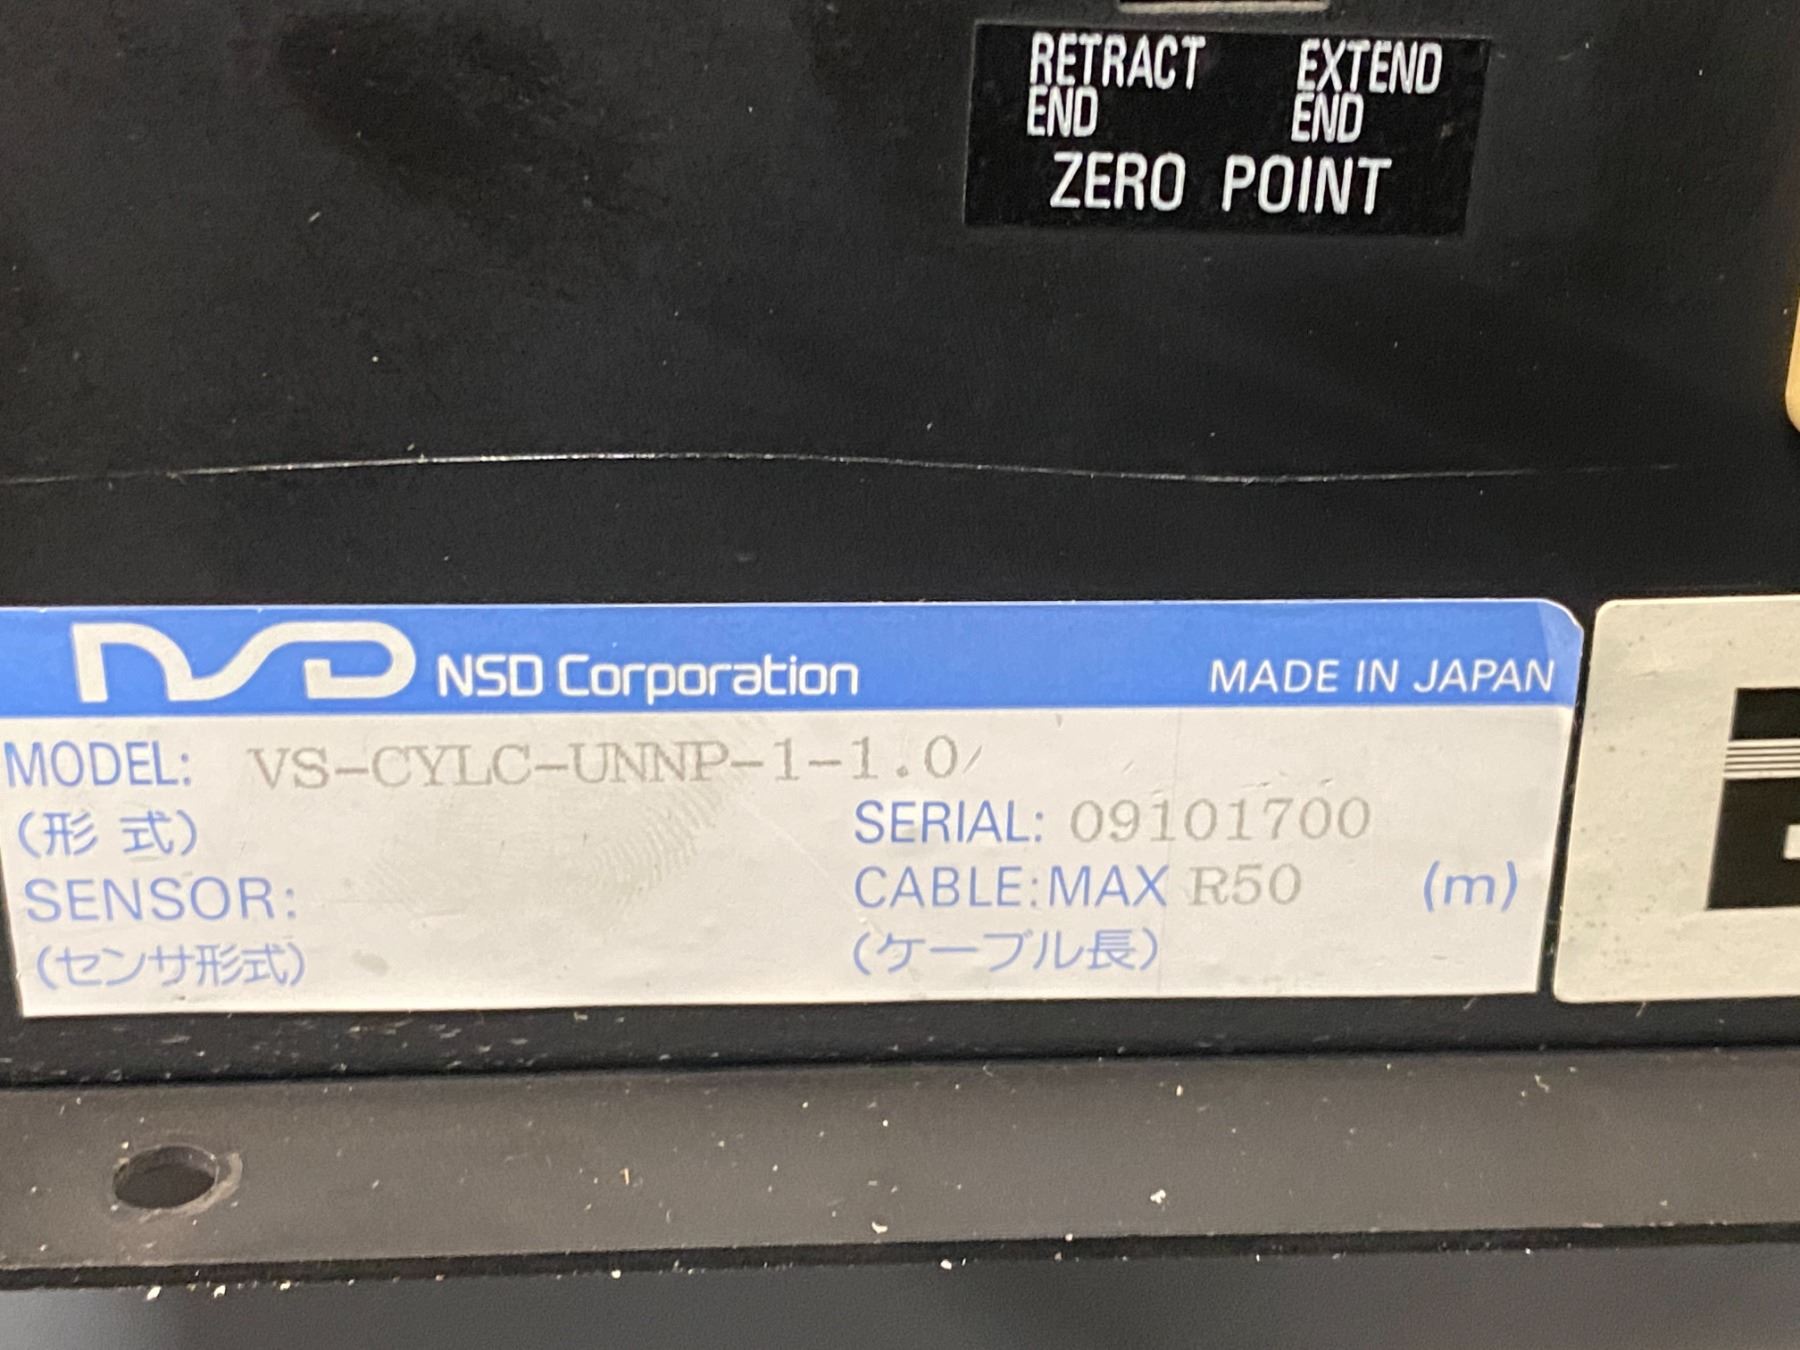 RETRACT END EXTEND END
ZERO POINT
NSD NSD Corporation MADE IN JAPAN
MODEL: VS-CYLC-UNNP-1-1.0/
(形 式) SERIAL: 09101700
SENSOR: CABLE:MAX R50 (m)
(センサ形式) (ケーブル長)